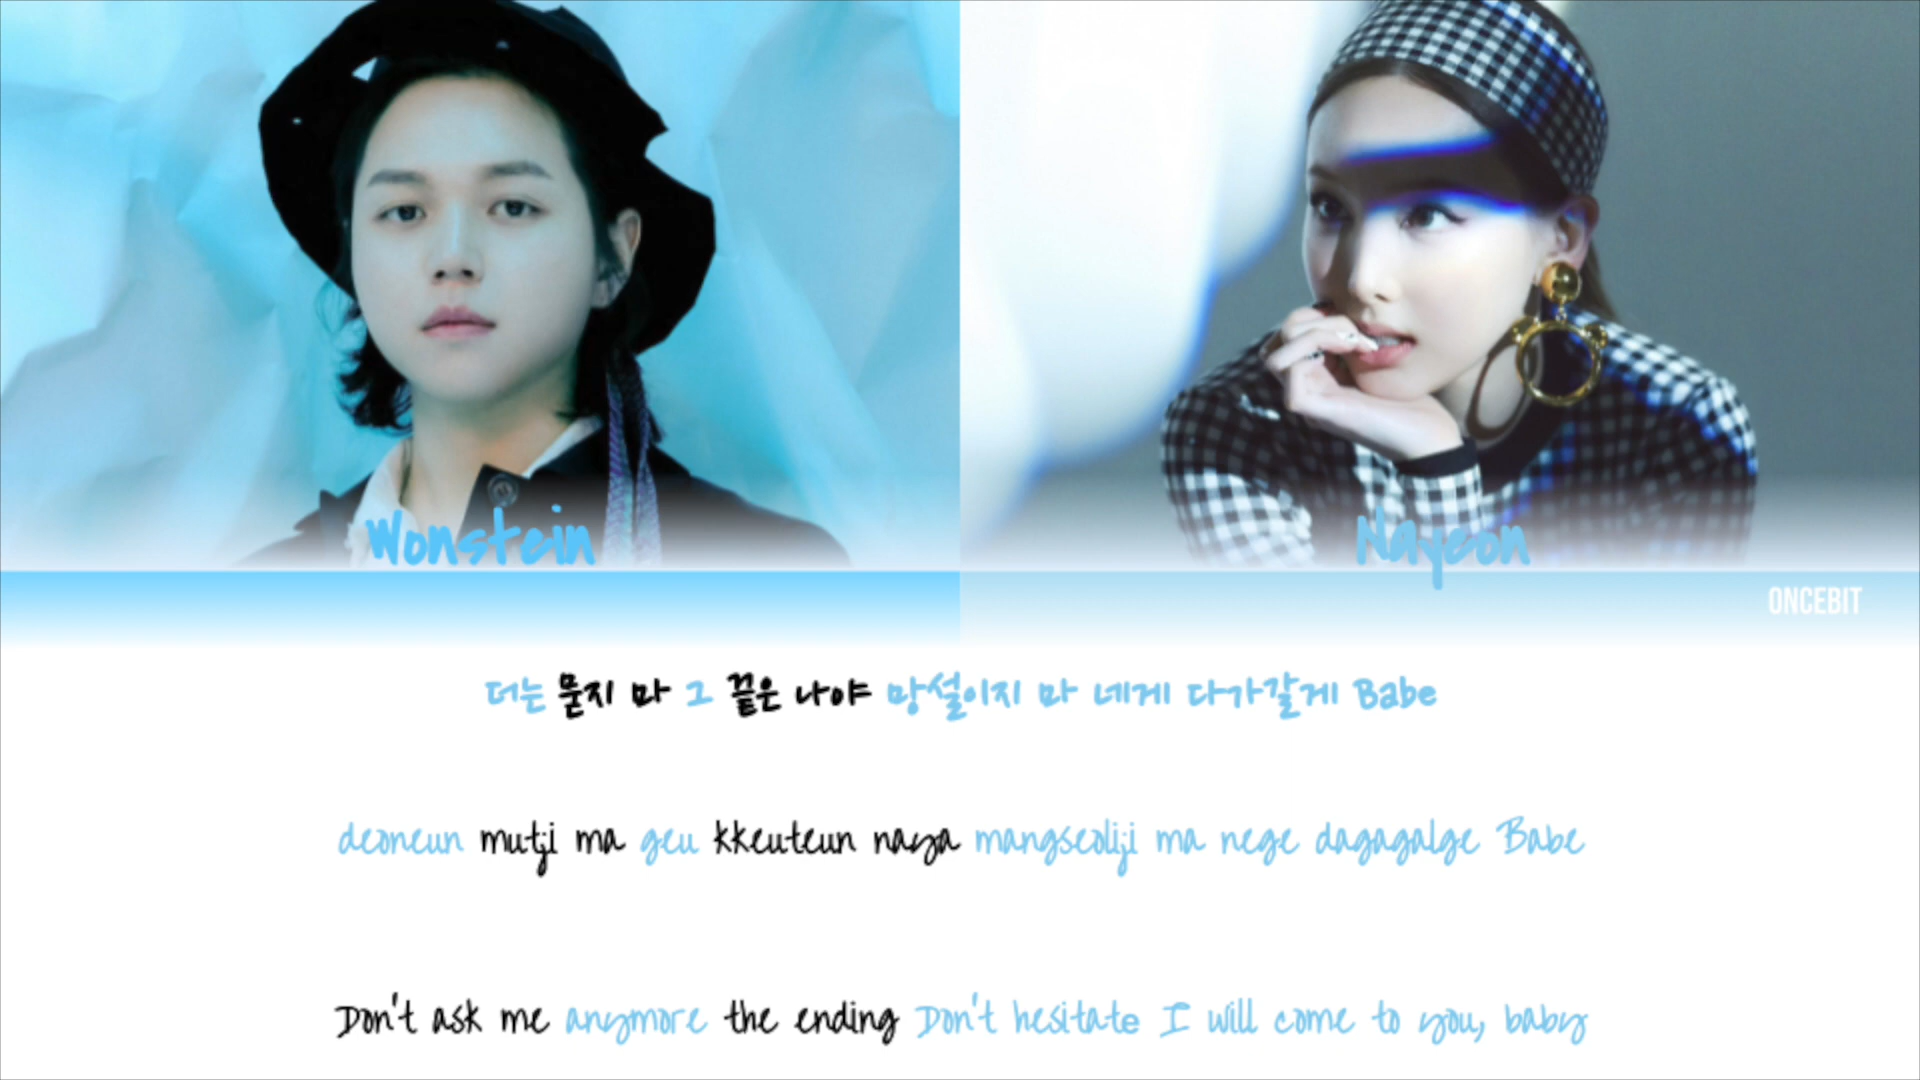 Wonstein
Nayeon
ONCEBIT
더는 묻지 마 그 끝은 나야 망설이지 마 네게 다가갈게 Babe
deoneun mutji ma geu kkeuteun naya mangseoliji ma nege dagagalge Babe
Don't ask me anymore the ending Don't hesitate I will come to you, baby